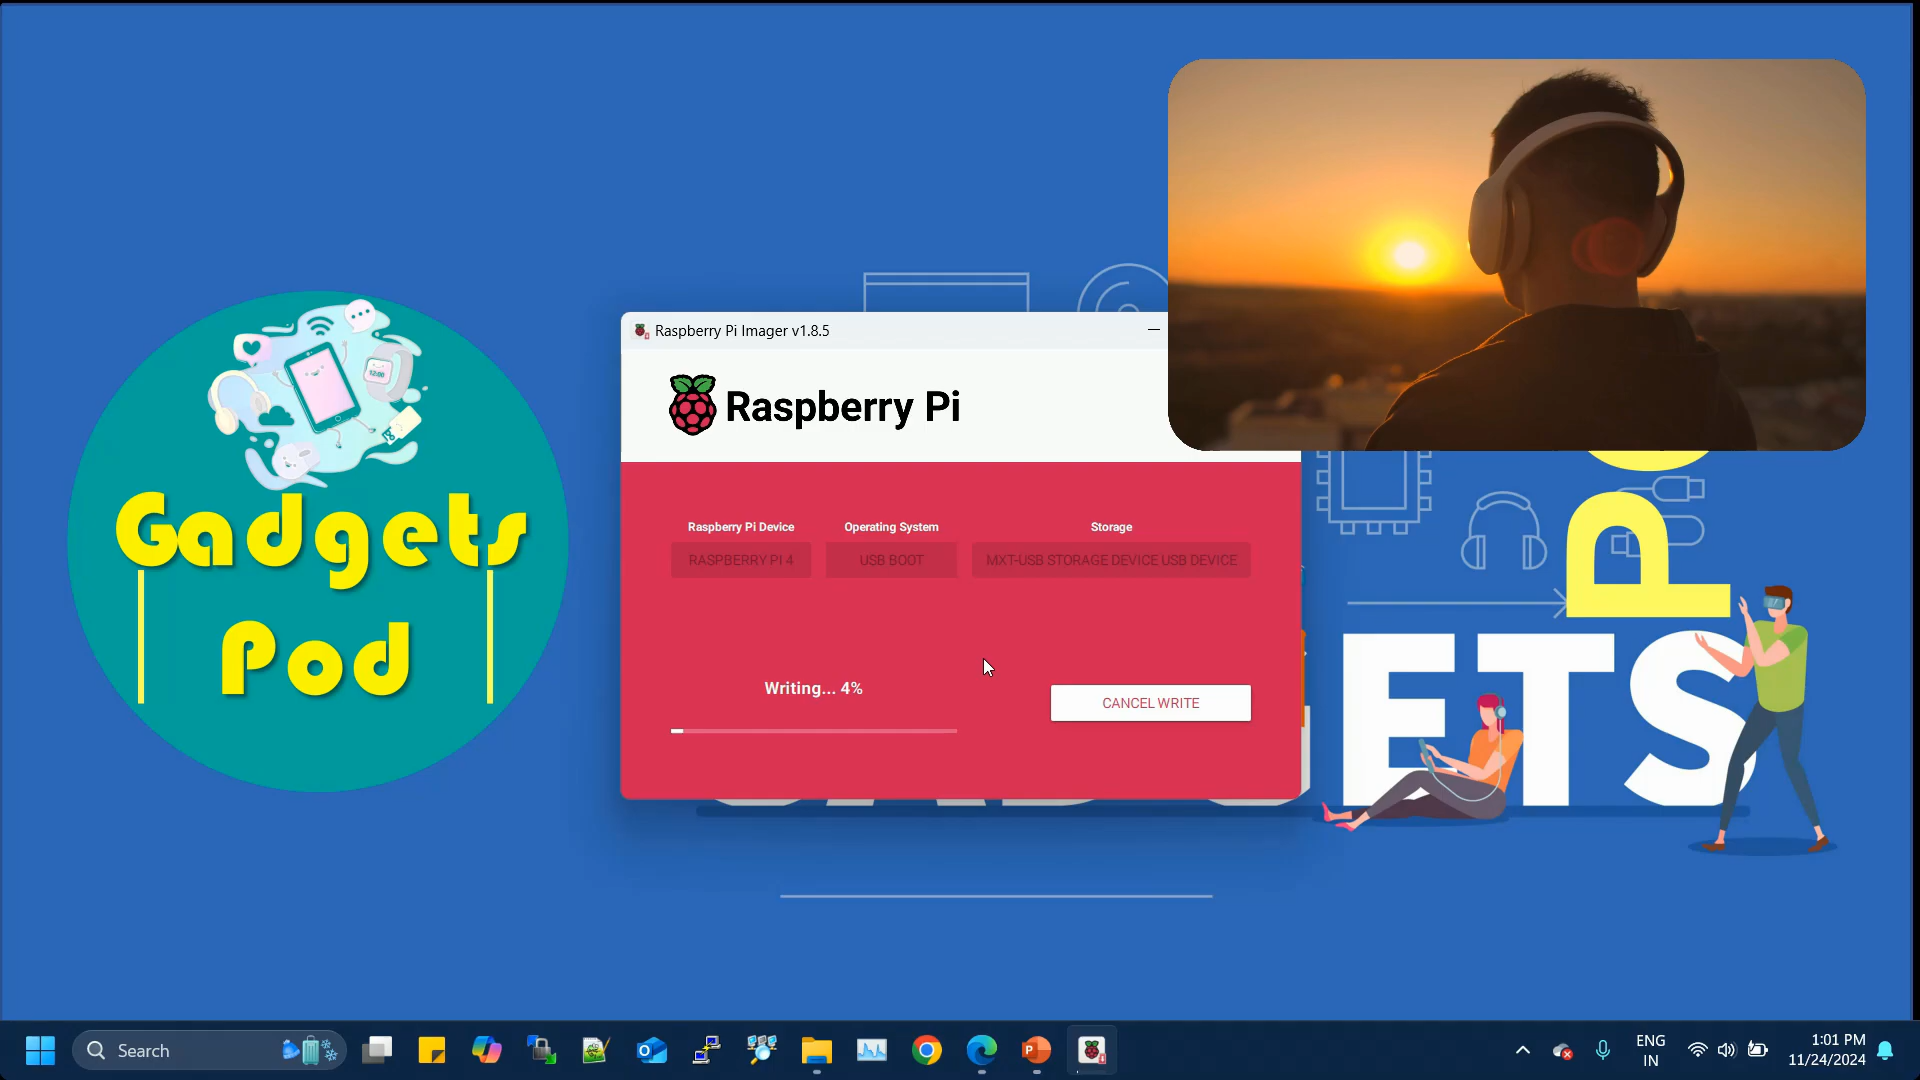 Raspberry Pi Imager v1.8.5
Raspberry Pi
Raspberry Pi Device
Operating System
Storage
RASPBERRY PI 4
USB BOOT
MXT-USB STORAGE DEVICE USB DEVICE
Writing... 4%
CANCEL WRITE
Gadgets
Pod
P
ETS
Search
ENG
IN
1:01 PM
11/24/2024